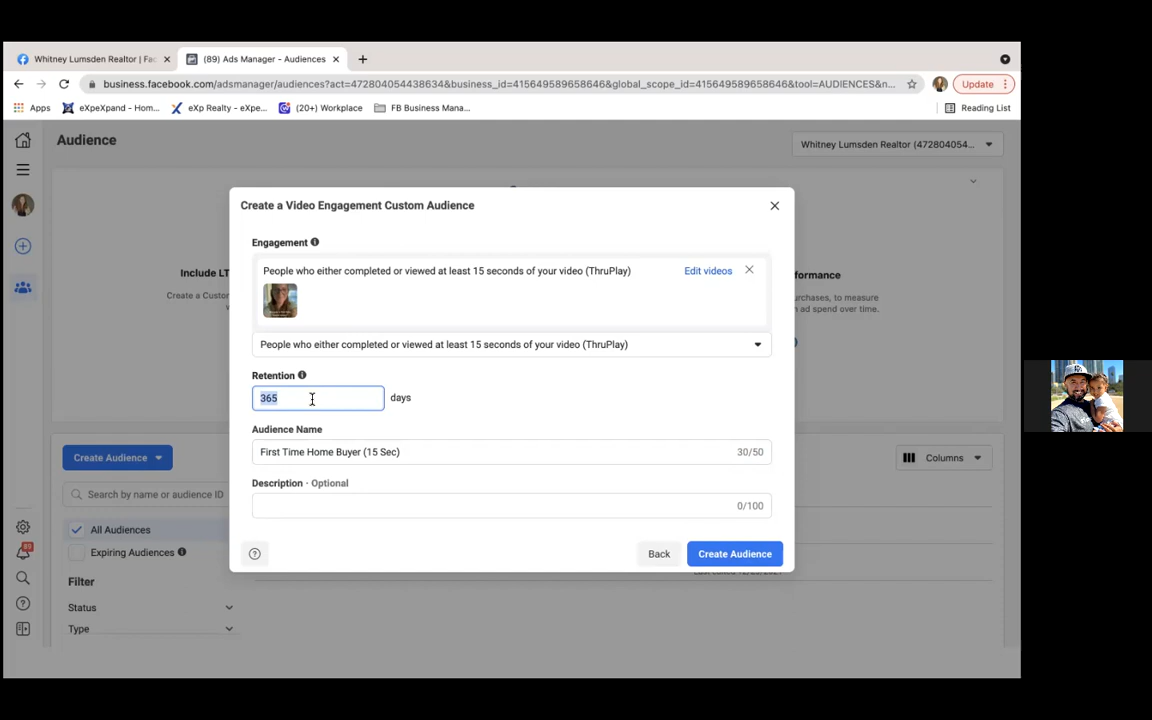 Whitney Lumsden Realtor | Fac
(89) Ads Manager - Audiences
business.facebook.com/adsmanager/audiences?act=472804054438634&business_id=415649589658646&global_scope_id=415649589658646&tool=AUDIENCES&n...
Update
Apps
eXpeXpand - Hom...
eXp Realty - eXpe...
(20+) Workplace
FB Business Mana...
Reading List
Audience
Whitney Lumsden Realtor (472804054...
Create a Video Engagement Custom Audience
Engagement
People who either completed or viewed at least 15 seconds of your video (ThruPlay)
Edit videos
Include LT
Create a Custor
formance
urchases, to measure
ad spend over time.
People who either completed or viewed at least 15 seconds of your video (ThruPlay)
Retention
365
days
Audience Name
First Time Home Buyer (15 Sec)
30/50
Create Audience
Columns
Description · Optional
Search by name or audience ID
0/100
All Audiences
Expiring Audiences
Back
Create Audience
89
Filter
Status
Type